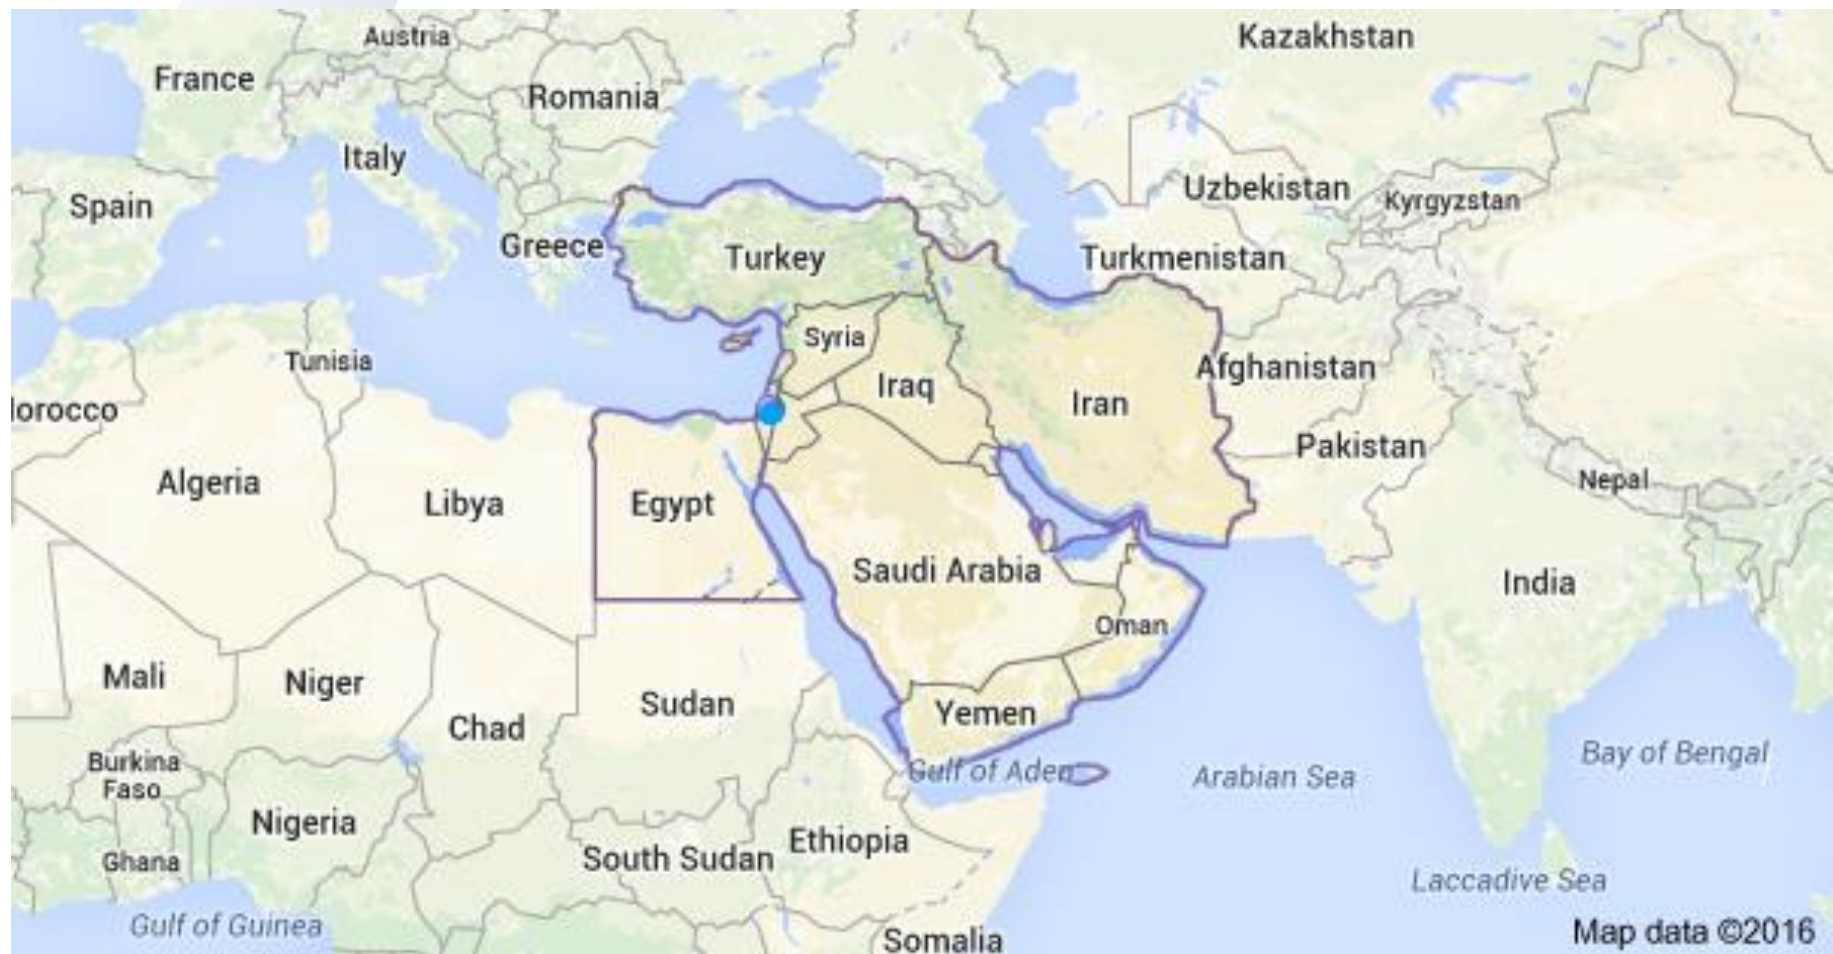 Austria
Kazakhstan
France
Romania
Italy
Uzbekistan
Kyrgyzstan
Spain
Greece
Turkey
Turkmenistan
Syria
Tunisia
Afghanistan
Iraq
Iran
lorocco
Pakistan
Algeria
Nepal
Libya
Egypt
Saudi Arabia
India
Oman
Mali
Niger
Sudan
Yemen
Chad
Burkina
Faso
Gulf of Aden
Arabian Sea
Bay of Bengal
Nigeria
Ethiopia
Ghana
South Sudan
Laccadive Sea
Gulf of Guinea
Somalia
Map data ©2016